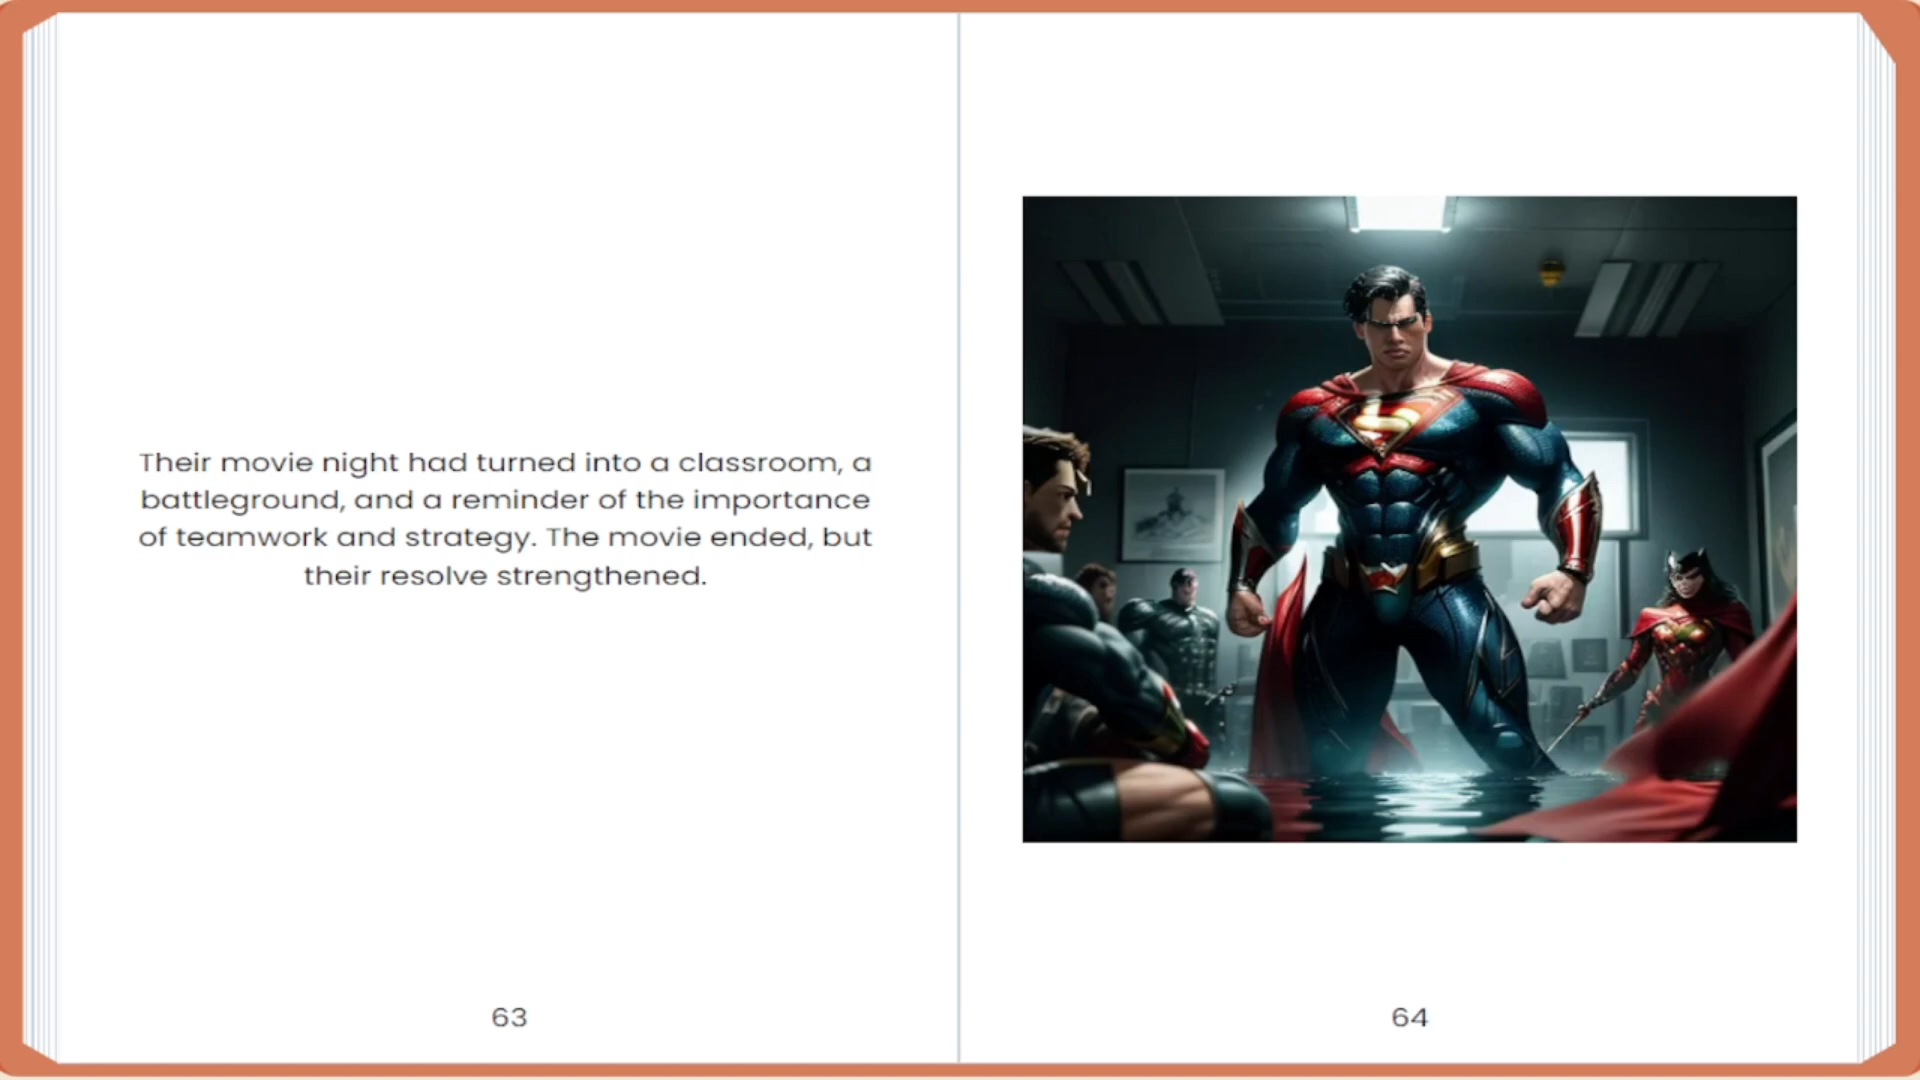 Their movie night had turned into a classroom, a
battleground, and a reminder of the importance
of teamwork and strategy. The movie ended, but
their resolve strengthened.
63
S
64